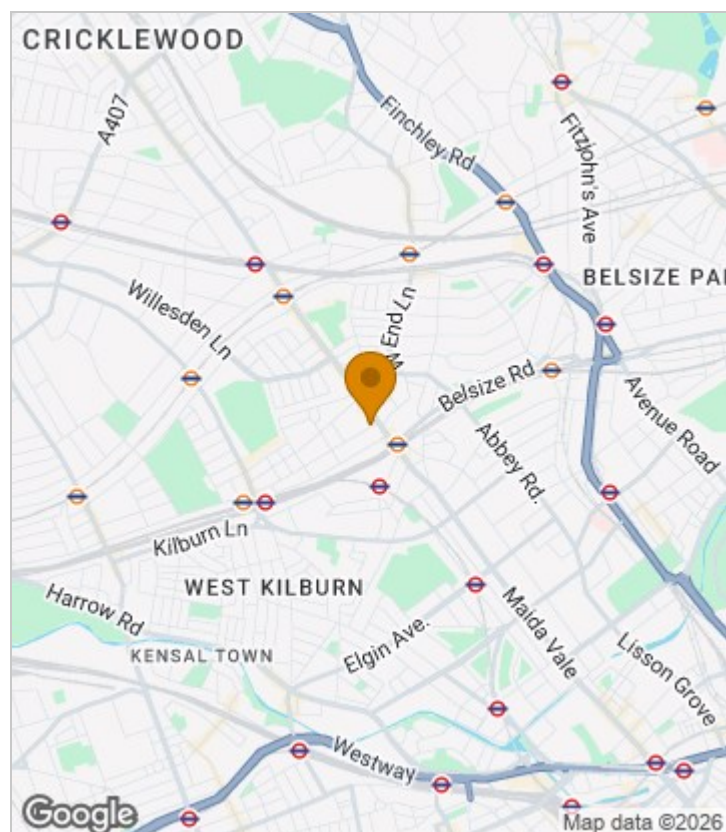 CRICKLEWOOD
A407
Finchley Rd
Fitzjohn's Ave
BELSIZE PA
Willesden Ln
End Ln
W
Belsize Rd
Avenue Road
Abbey Rd.
Kilburn Ln
WEST KILBURN
Harrow Rd
Maida Vale
Elgin Ave.
KENSAL TOWN
Lisson Grove
Westway
Google
Map data ©2026